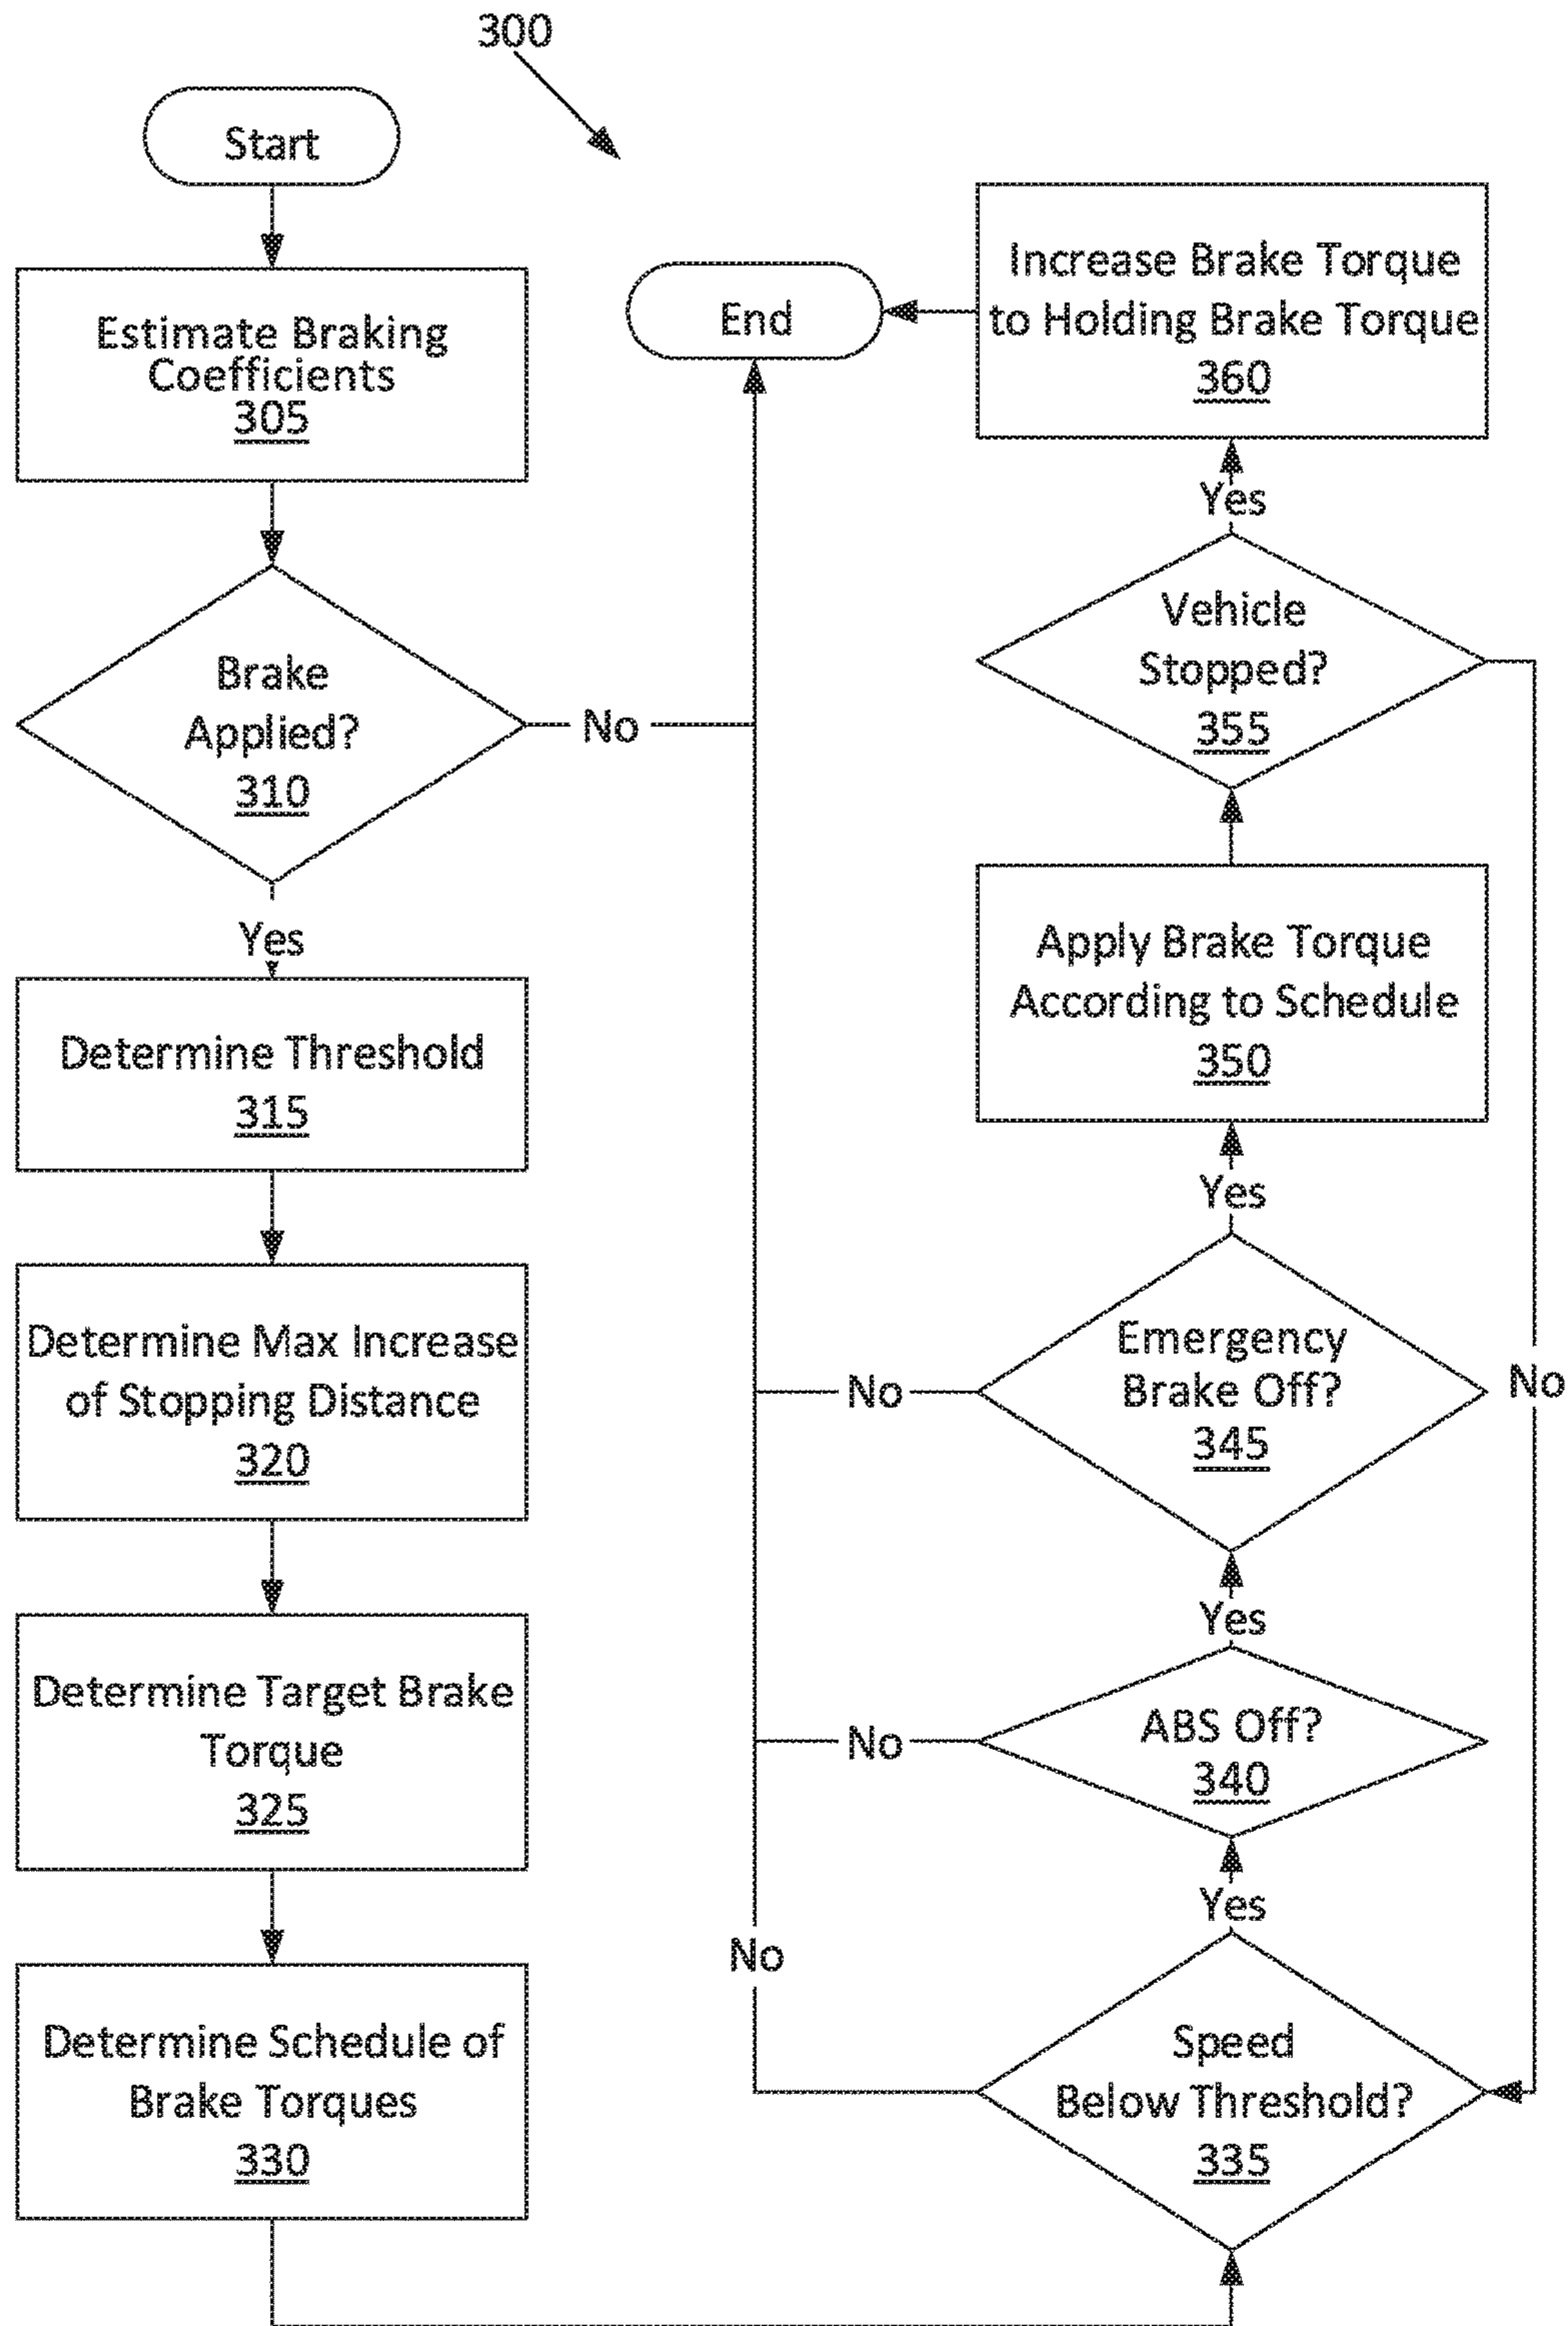 300
Start
Estimate Braking
Coefficients
305
Brake
Applied?
310
No
Yes
Determine Threshold
315
Determine Max Increase
of Stopping Distance
320
Determine Target Brake
Torque
325
Determine Schedule of
Brake Torques
330
End
Increase Brake Torque
to Holding Brake Torque
360
Yes
Vehicle
Stopped?
355
Apply Brake Torque
According to Schedule
350
Yes
Emergency
Brake Off?
345
No
No
Yes
ABS Off?
340
No
Yes
No
Speed
Below Threshold?
335